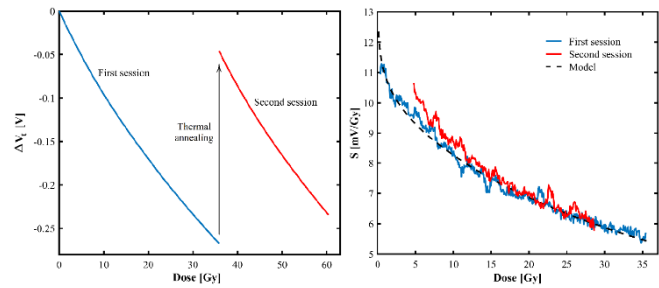 0
-0.05
-0.1
-0.15
-0.2
-0.25
ΔVt [V]
First session
Thermal
annealing
Second session
0
10
20
30
40
50
60
Dose [Gy]
13
12
11
10
9
8
7
6
5
S [mV/Gy]
First session
Second session
Model
0
5
10
15
20
25
30
35
Dose [Gy]